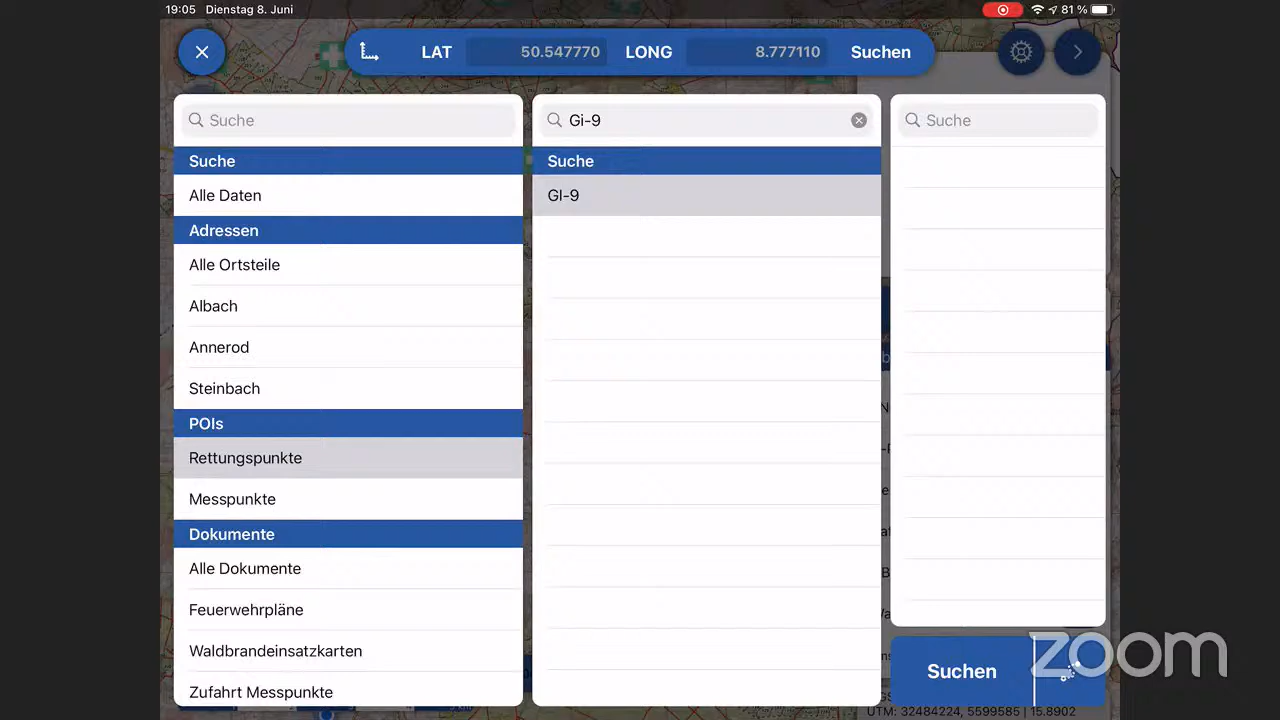 19:05 Dienstag 8. Juni
81 %
LAT 50.547770 LONG 8.777110 Suchen
Suche
Suche
Alle Daten
Adressen
Alle Ortsteile
Albach
Annerod
Steinbach
POIs
Rettungspunkte
Messpunkte
Dokumente
Alle Dokumente
Feuerwehrpläne
Waldbrandeinsatzkarten
Zufahrt Messpunkte
Gi-9
Suche
GI-9
Suche
Suchen
zoom
UTM: 32484224, 5599585 | 15.8902